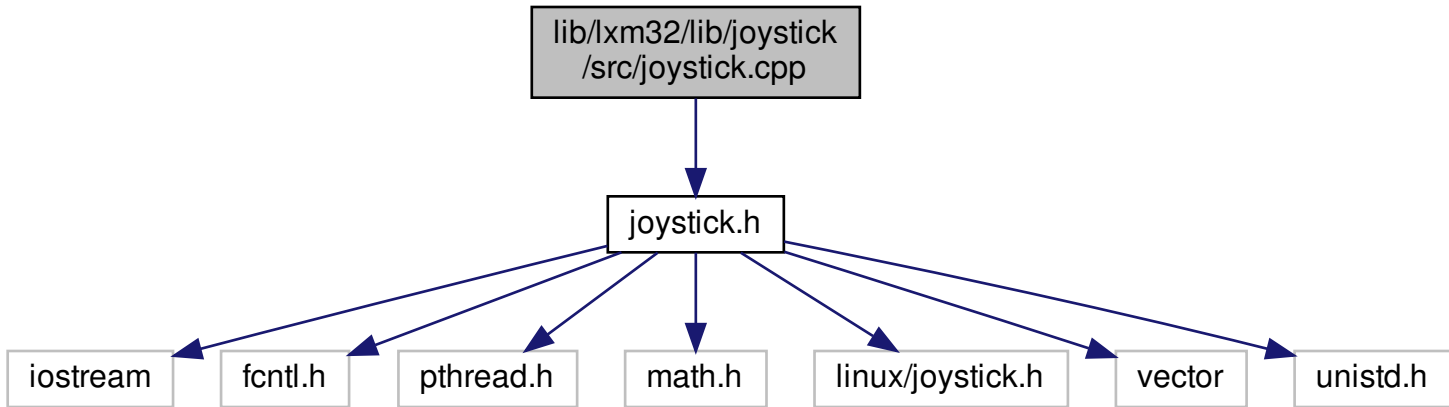 lib/lxm32/lib/joystick
/src/joystick.cpp
joystick.h
iostream
fcntl.h
pthread.h
math.h
linux/joystick.h
vector
unistd.h